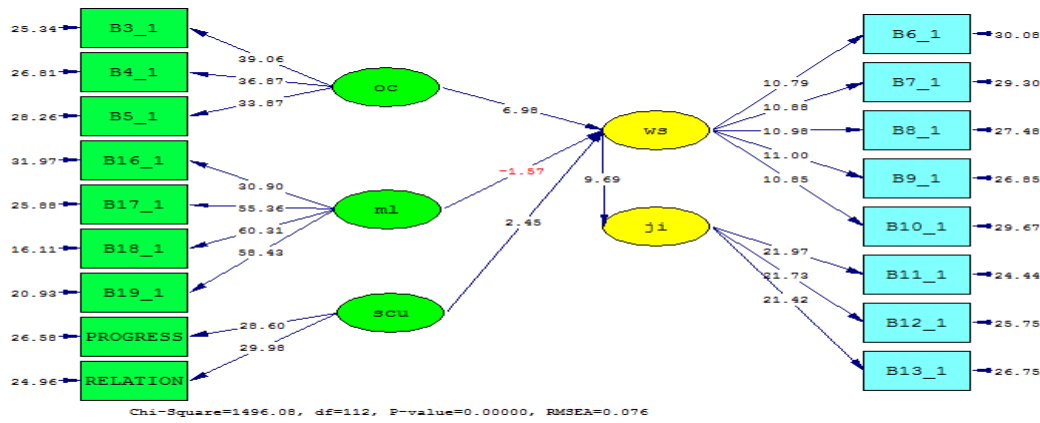 25.34 B3_1
26.81 B4_1
28.26 B5_1
31.97 B16_1
25.88 B17_1
16.11 B18_1
20.93 B19_1
26.58 PROGRESS
24.96 RELATION
39.06
36.87
33.87
30.90
55.36
60.31
58.43
28.60
29.98
oc
ml
scu
6.98
-1.57
2.45
ws
9.69
ji
10.79
10.88
10.98
11.00
10.85
21.97
21.73
21.42
B6_1 30.08
B7_1 29.30
B8_1 27.48
B9_1 26.85
B10_1 29.67
B11_1 24.44
B12_1 25.75
B13_1 26.75
Chi-Square=1496.08, df=112, P-value=0.00000, RMSEA=0.076